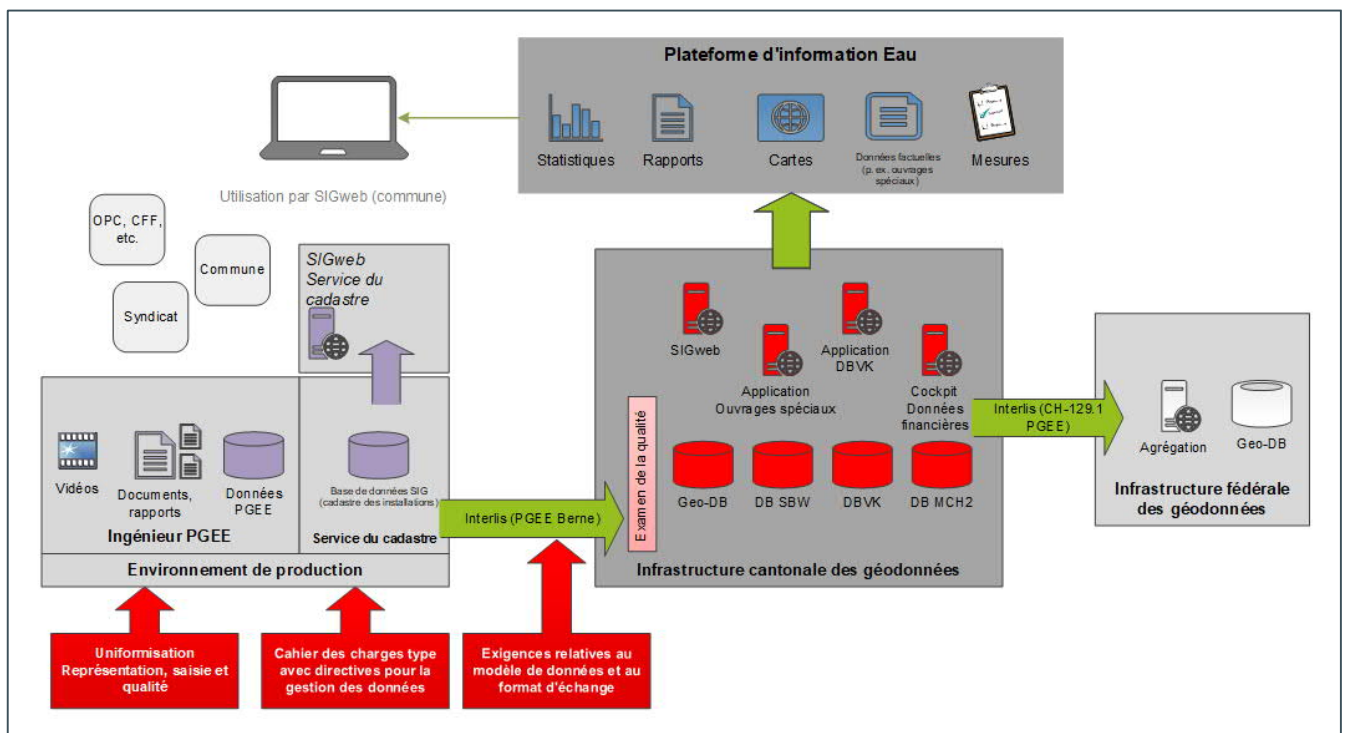 Plateforme d'information Eau
Statistiques
Rapports
Cartes
Données factuelles
(p. ex. ouvrages
spéciaux)
Mesures
Utilisation par SIGweb (commune)
OPC, CFF,
etc.
Commune
Syndicat
SIGweb
Service du
cadastre
SIGweb
Application
Ouvrages spéciaux
Application
DBVK
Cockpit
Données
financières
Vidéos
Documents,
rapports
Données
PGEE
Ingénieur PGEE
Base de données SIG
(cadastre des installations)
Service du cadastre
Environnement de production
Interlis (PGEE Berne)
Examen de la qualité
Geo-DB
DB SBW
DBVK
DB MCH2
Infrastructure cantonale des géodonnées
Interlis (CH-129.1
PGEE)
Agrégation
Geo-DB
Infrastructure fédérale
des géodonnées
Uniformisation
Représentation, saisie et
qualité
Cahier des charges type
avec directives pour la
gestion des données
Exigences relatives au
modèle de données et au
format d'échange